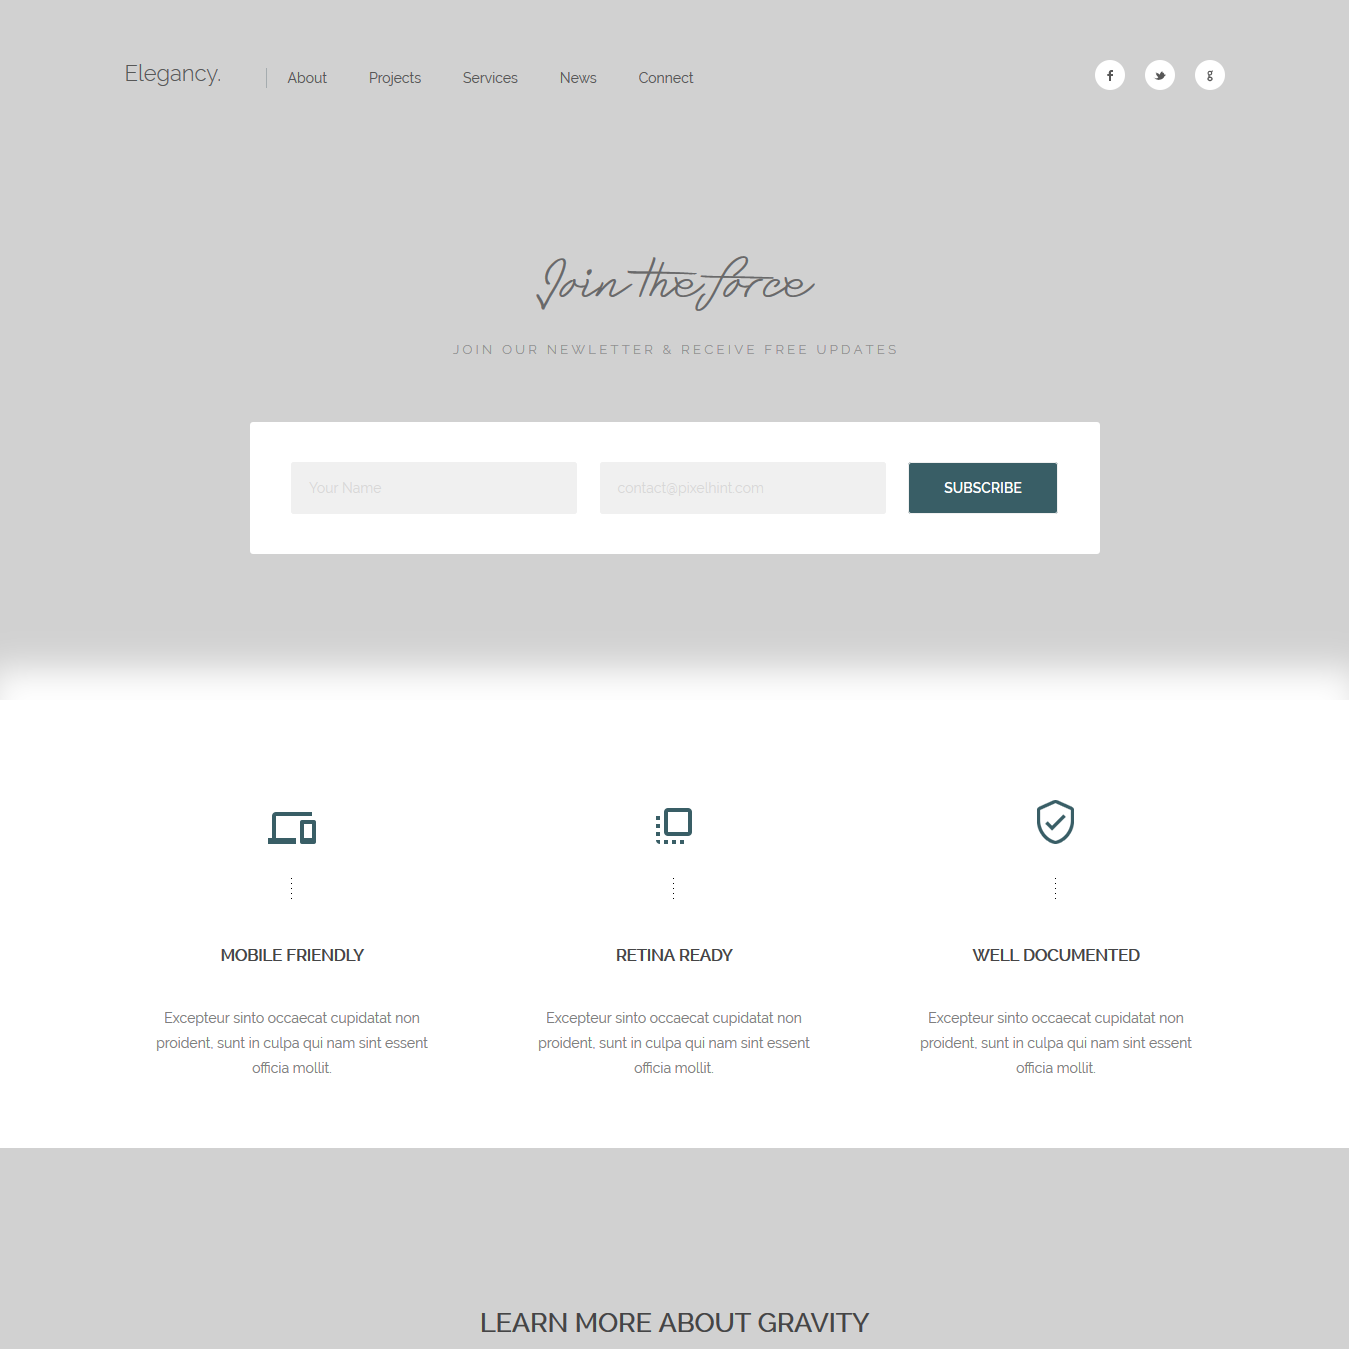 Elegancy.
About Projects Services News Connect
Join the force
JOIN OUR NEWLETTER & RECEIVE FREE UPDATES
Your Name
contact@pixelhint.com
SUBSCRIBE
MOBILE FRIENDLY
Excepteur sinto occaecat cupidatat non
proident, sunt in culpa qui nam sint essent
officia mollit.
RETINA READY
Excepteur sinto occaecat cupidatat non
proident, sunt in culpa qui nam sint essent
officia mollit.
WELL DOCUMENTED
Excepteur sinto occaecat cupidatat non
proident, sunt in culpa qui nam sint essent
officia mollit.
LEARN MORE ABOUT GRAVITY